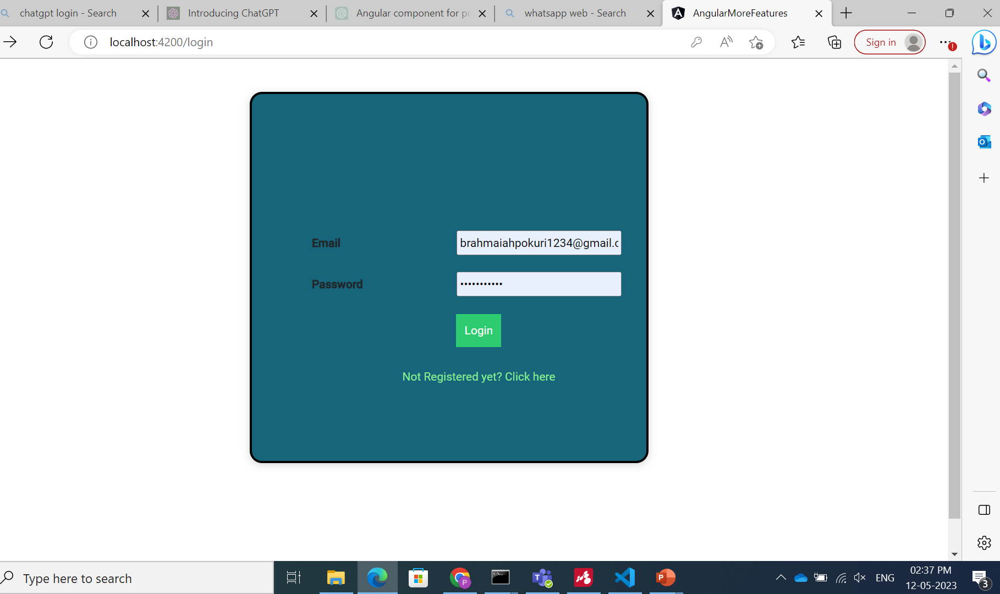 chatgpt login - Search
Introducing ChatGPT
Angular component for pr
whatsapp web - Search
AngularMoreFeatures
localhost:4200/login
Sign in
Email
brahmaiahpokuri1234@gmail.c
Password
Login
Not Registered yet? Click here
Type here to search
ENG
02:37 PM
12-05-2023
3